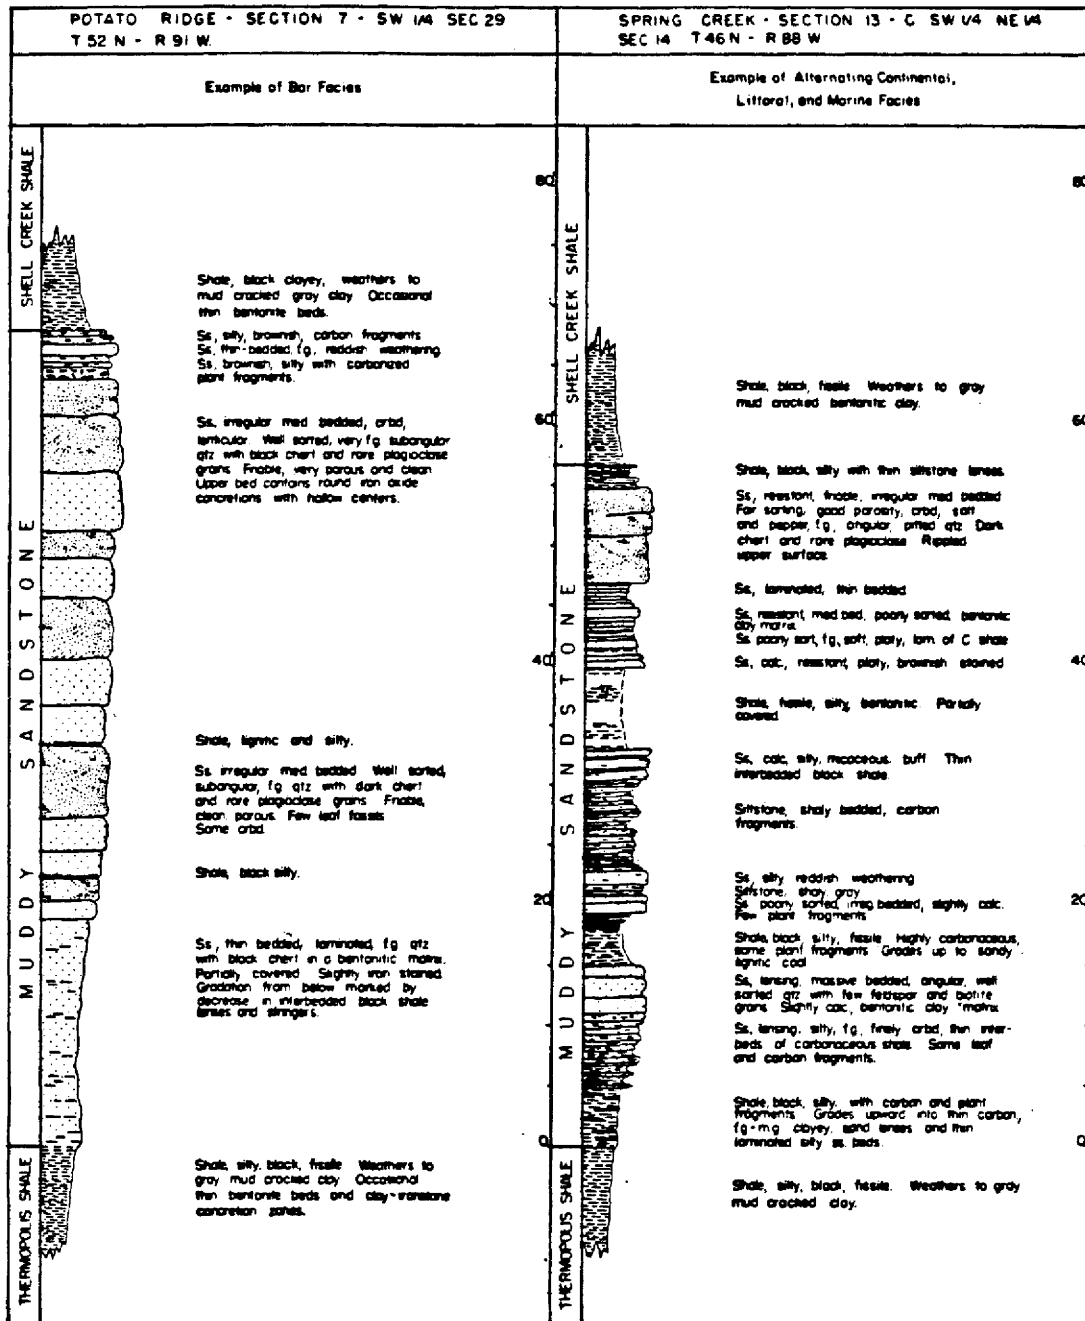 POTATO RIDGE - SECTION 7 - SW 1/4 SEC 29
T 52 N - R 91 W.
Example of Bar Facies
SHELL CREEK SHALE
MUDDY SANDSTONE
THERMOPOLIS SHALE
80
60
40
20
0
Shale, black clayey, weathers to
mud cracked gray clay Occasional
thin bentonite beds.
Ss, silty, brownish, carbon fragments
Ss, thin-bedded, fg, reddish weathering
Ss, brownish, silty with carbonized
plant fragments.
Ss, irregular med bedded, crbd,
lenticular. Well sorted, very fg subangular
qtz with black chert and rare plagioclase
grains. Friable, very porous and clean
Upper bed contains round iron oxide
concretions with hollow centers.
Shale, lignitic and silty.
Ss irregular med bedded Well sorted,
subangular, fg qtz with dark chert
and rare plagioclase grains Friable,
clean, porous. Few leaf fossils
Some crbd.
Shale, black silty.
Ss, thin bedded, laminated, fg qtz
with black chert in a bentonitic matrix.
Partially covered Slightly iron stained.
Gradation from below marked by
decrease in interbedded black shale
lenses and stringers.
Shale, silty, black, fissile Weathers to
gray mud cracked clay Occasional
thin bentonite beds and clay-ironstone
concretion zones.
SPRING CREEK - SECTION 13 - C SW 1/4 NE 1/4
SEC 14 T 46 N - R 88 W
Example of Alternating Continental,
Littoral, and Marine Facies
SHELL CREEK SHALE
MUDDY SANDSTONE
THERMOPOLIS SHALE
80
60
40
20
0
Shale, black, fissile Weathers to gray
mud cracked bentonitic clay.
Shale, black, silty with thin siltstone lenses
Ss, resistant, friable, irregular med bedded
Fair sorting, good porosity, crbd, salt
and pepper, fg, angular, pitted qtz Dark
chert and rare plagioclase Rippled
upper surface
Ss, laminated, thin bedded
Ss, resistant, med bed, poorly sorted, bentonitic
clay matrix
Ss poorly sort, fg, soft, platy, lam. of C shale
Ss, calc, resistant, platy, brownish stained
Shale, fissile, silty, bentonitic. Partially
covered
Ss, calc, silty, micaceous, buff Thin
interbedded black shale.
Siltstone, shaly bedded, carbon
fragments.
Ss, silty reddish weathering
Siltstone, shaly gray
Ss poorly sorted, irreg bedded, slightly calc.
Few plant fragments
Shale, black silty, fissile Highly carbonaceous,
some plant fragments Grades up to sandy
lignitic coal
Ss, lensing, massive bedded, angular, well
sorted qtz with few feldspar and biotite
grains Slightly calc, bentonitic clay matrix
Ss, lensing, silty, fg, finely crbd, thin inter-
beds of carbonaceous shale. Some leaf
and carbon fragments.
Shale, black, silty, with carbon and plant
fragments Grades upward into thin carbon,
fg-mg clayey, sand lenses and thin
laminated silty ss. beds.
Shale, silty, black, fissile. Weathers to gray
mud cracked clay.